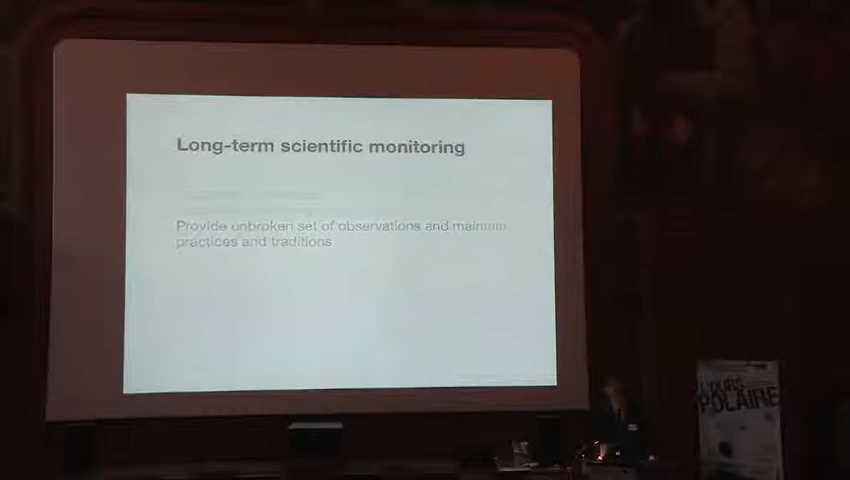 Long-term scientific monitoring
Provide unbroken set of observations and maintain
practices and traditions
L'OURS
POLAIRE